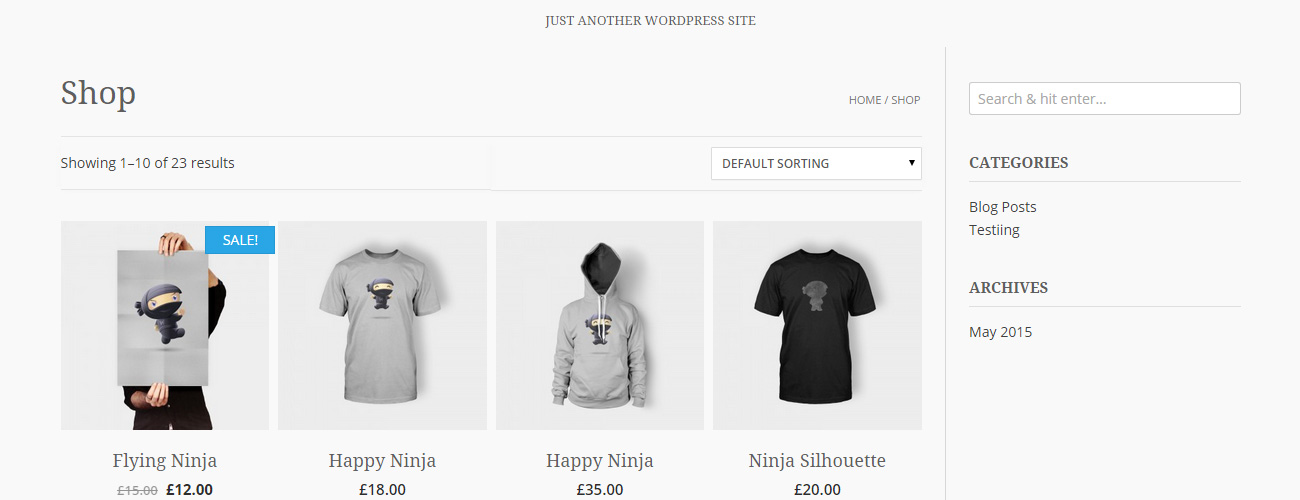 JUST ANOTHER WORDPRESS SITE
Shop
HOME / SHOP
Showing 1–10 of 23 results
DEFAULT SORTING
SALE!
Flying Ninja
£15.00 £12.00
Happy Ninja
£18.00
Happy Ninja
£35.00
Ninja Silhouette
£20.00
Search & hit enter...
CATEGORIES
Blog Posts
Testiing
ARCHIVES
May 2015